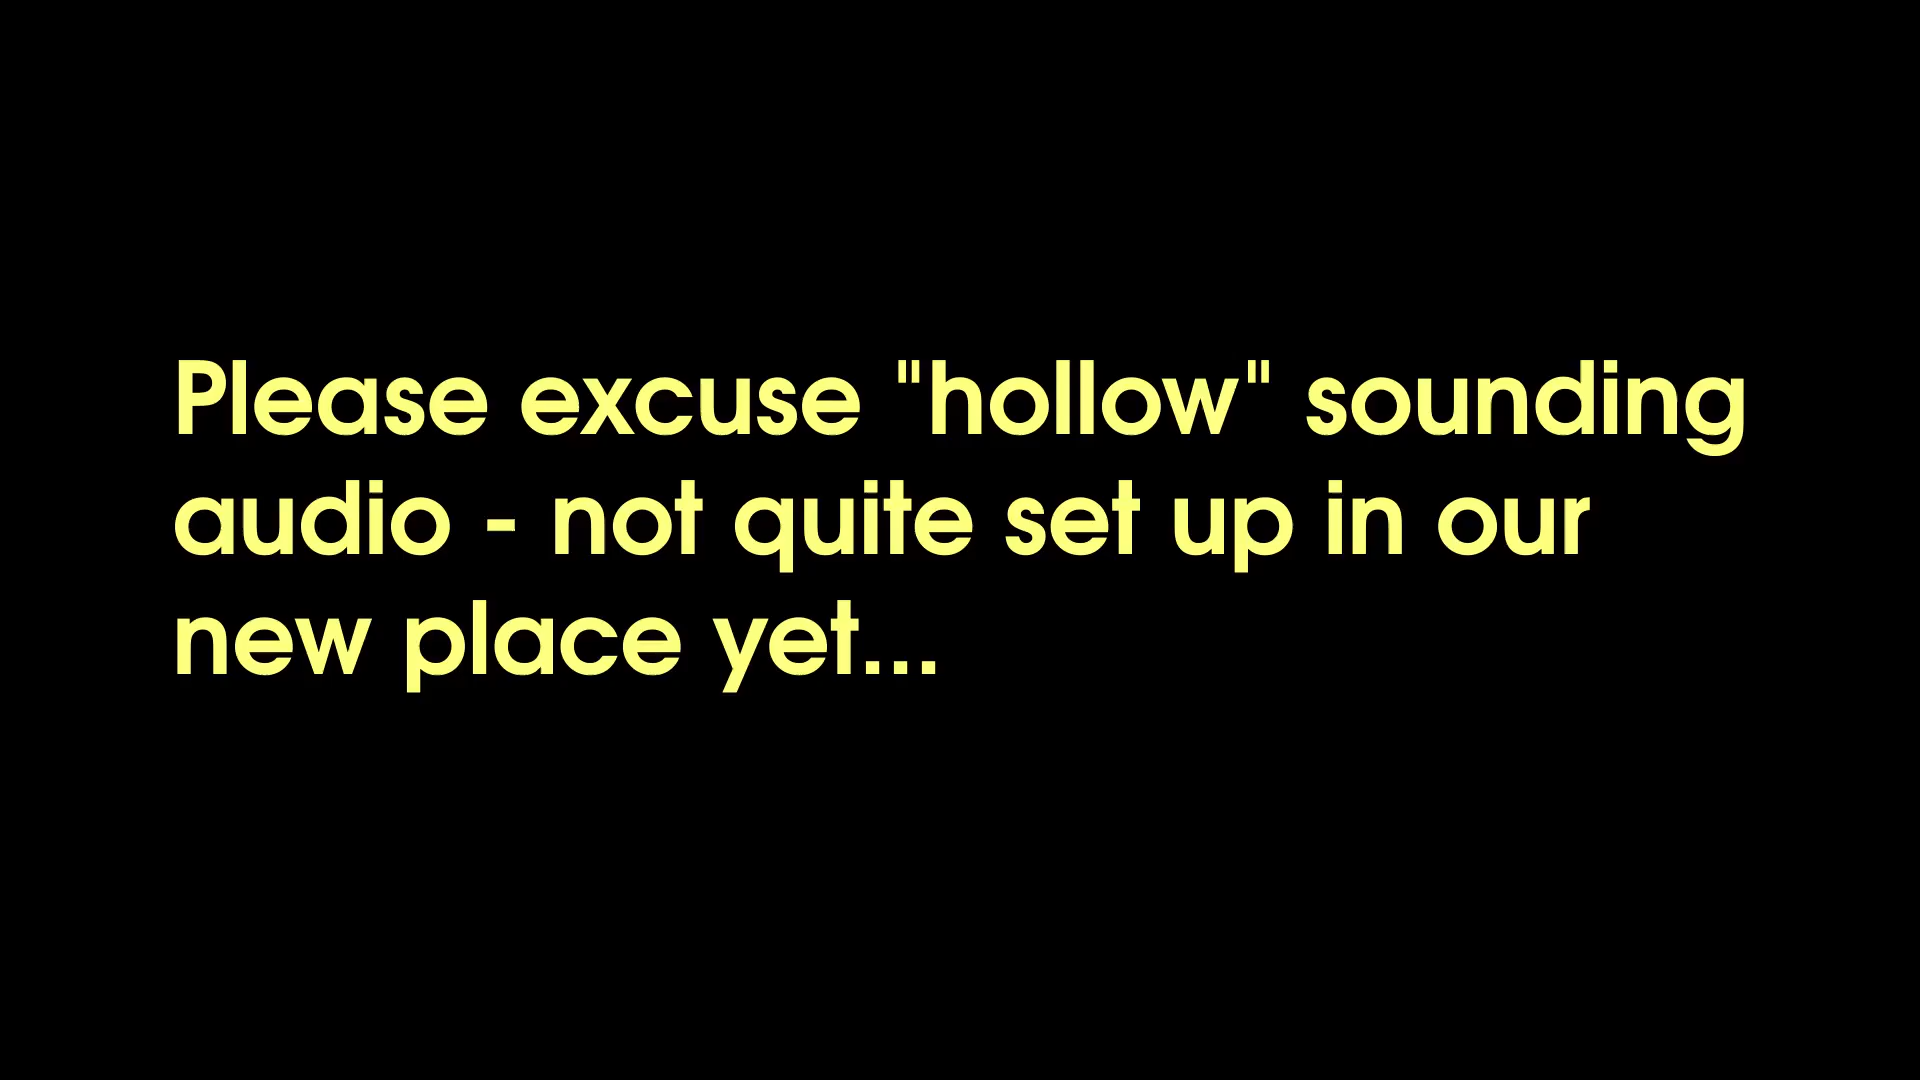 Please excuse "hollow" sounding
audio - not quite set up in our
new place yet...